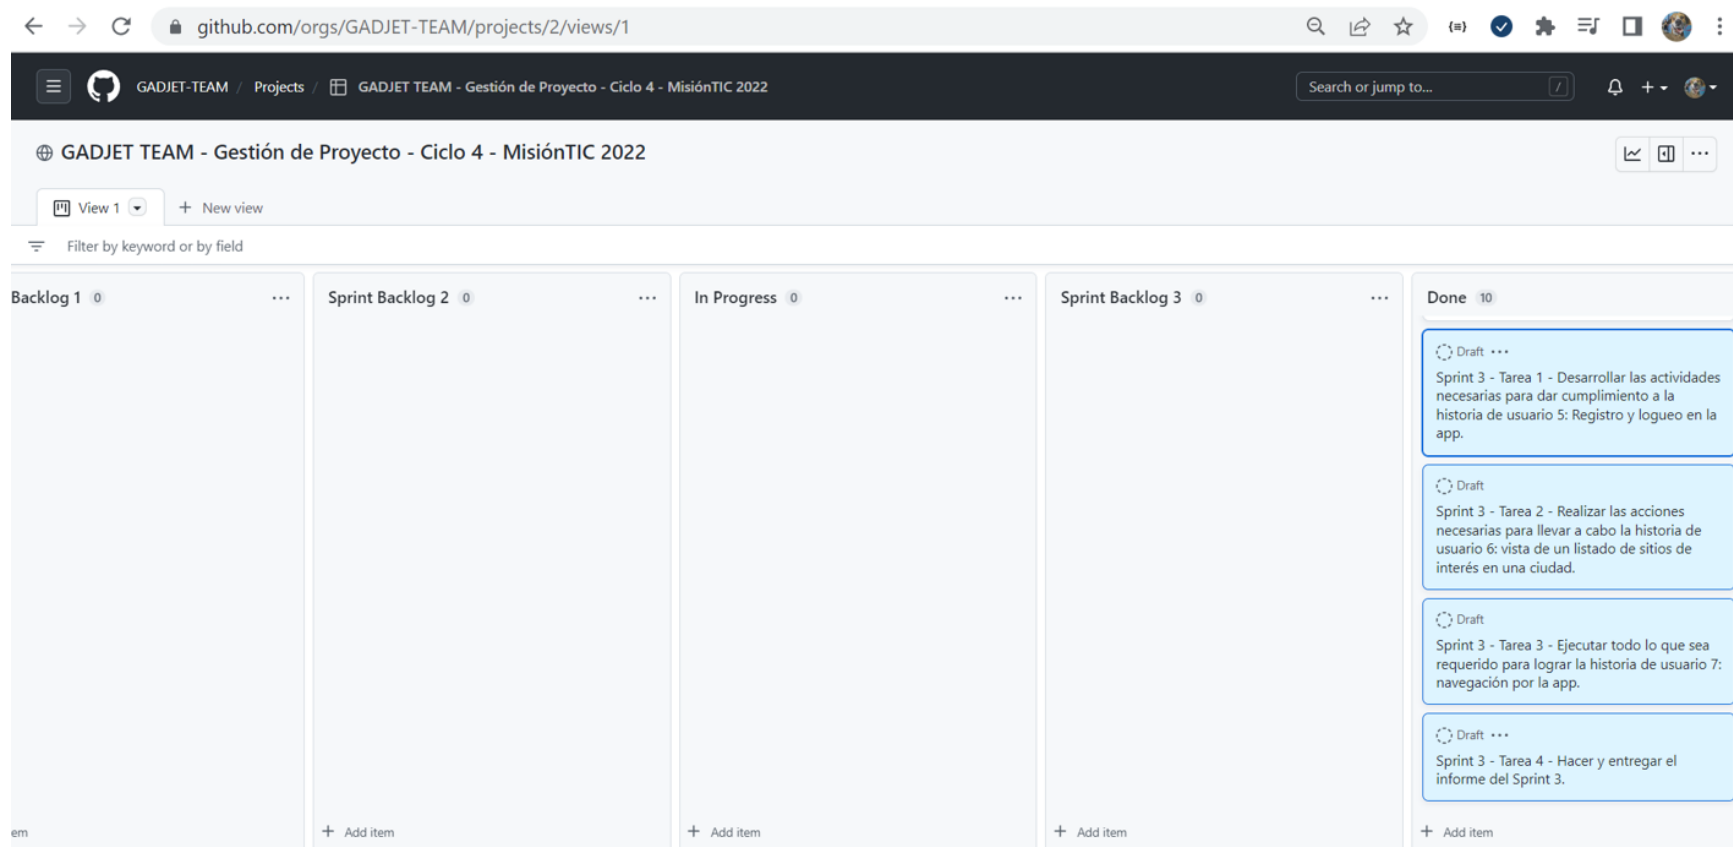 github.com/orgs/GADJET-TEAM/projects/2/views/1
GADJET-TEAM / Projects / GADJET TEAM - Gestión de Proyecto - Ciclo 4 - MisiónTIC 2022
Search or jump to... /
GADJET TEAM - Gestión de Proyecto - Ciclo 4 - MisiónTIC 2022
View 1
+ New view
Filter by keyword or by field
Backlog 1 0
Sprint Backlog 2 0
In Progress 0
Sprint Backlog 3 0
Done 10
Draft
Sprint 3 - Tarea 1 - Desarrollar las actividades
necesarias para dar cumplimiento a la
historia de usuario 5: Registro y logueo en la
app.
Draft
Sprint 3 - Tarea 2 - Realizar las acciones
necesarias para llevar a cabo la historia de
usuario 6: vista de un listado de sitios de
interés en una ciudad.
Draft
Sprint 3 - Tarea 3 - Ejecutar todo lo que sea
requerido para lograr la historia de usuario 7:
navegación por la app.
Draft
Sprint 3 - Tarea 4 - Hacer y entregar el
informe del Sprint 3.
em
+ Add item
+ Add item
+ Add item
+ Add item